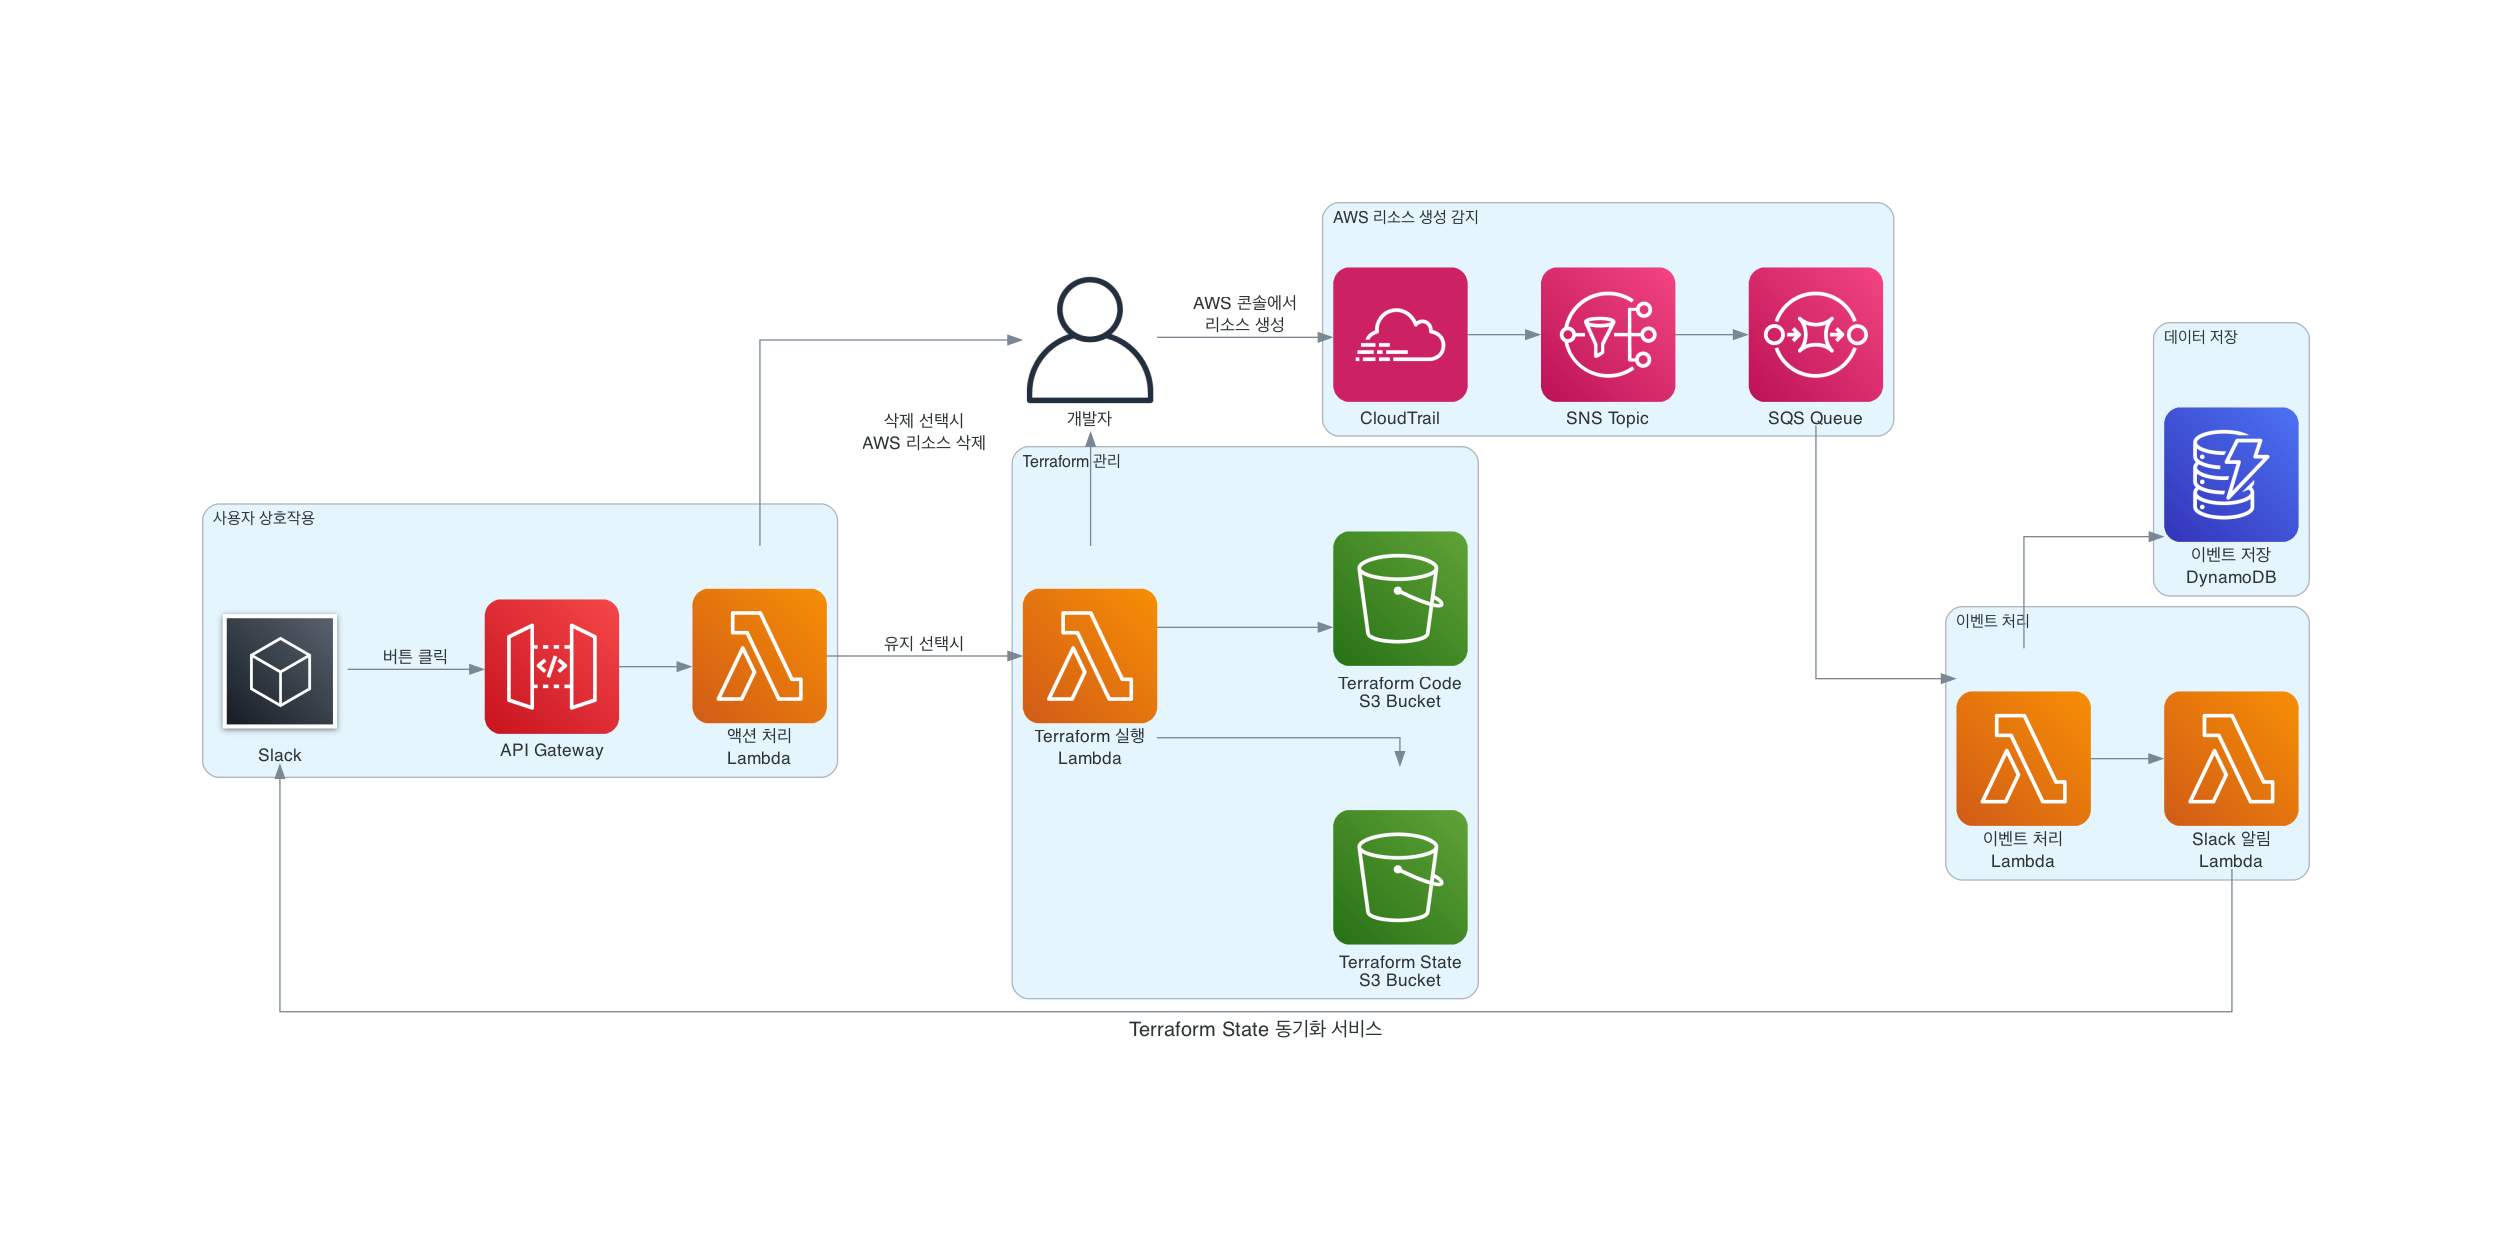 AWS 리소스 생성 감지
AWS 콘솔에서
리소스 생성
CloudTrail
SNS Topic
SQS Queue
개발자
데이터 저장
이벤트 저장
DynamoDB
삭제 선택시
AWS 리소스 삭제
Terraform 관리
사용자 상호작용
버튼 클릭
Slack
API Gateway
액션 처리
Lambda
유지 선택시
Terraform 실행
Lambda
Terraform Code
S3 Bucket
Terraform State
S3 Bucket
이벤트 처리
이벤트 처리
Lambda
Slack 알림
Lambda
Terraform State 동기화 서비스